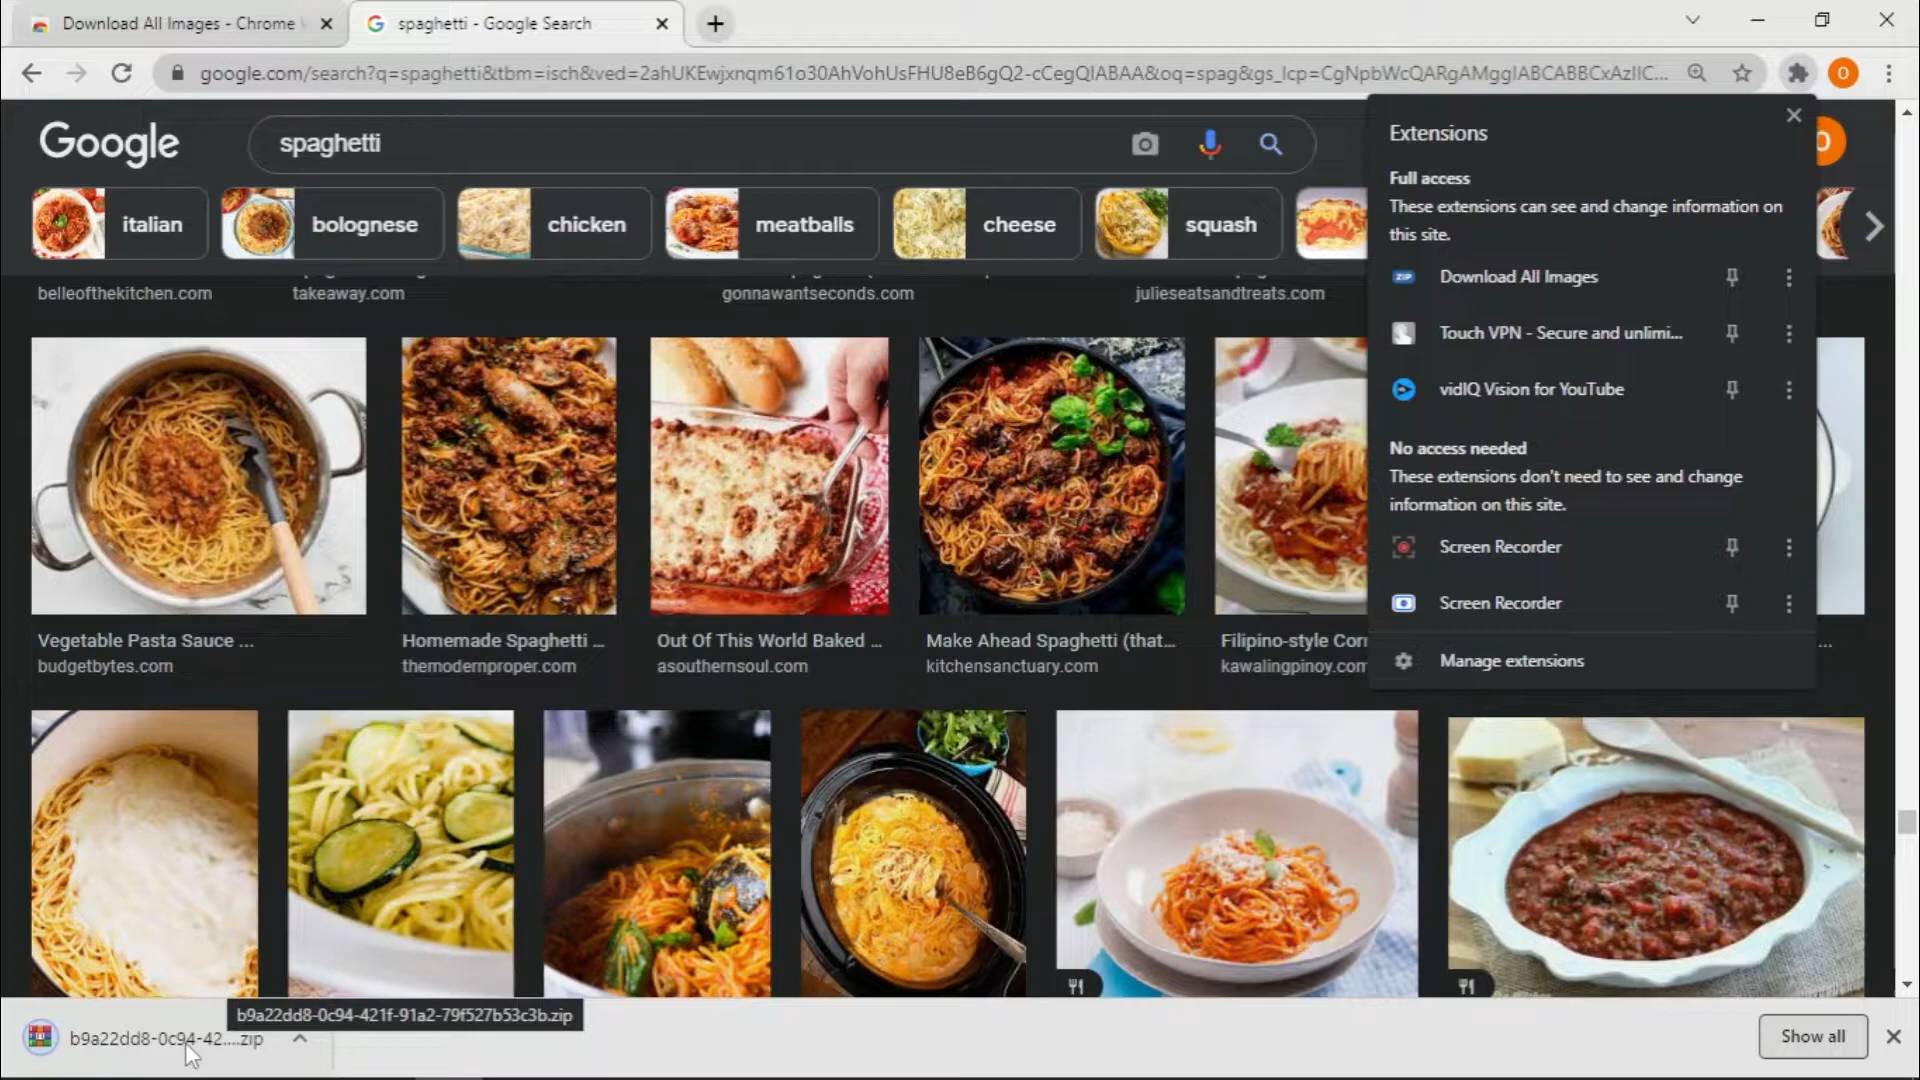 Download All Images - Chrome
spaghetti - Google Search
google.com/search?q=spaghetti&tbm=isch&ved=2ahUKEwjxnqm61o30AhVohUsFHU8eB6gQ2-cCegQIABAA&oq=spag&gs_lcp=CgNpbWcQARgAMggIABCABBCxAzIIC...
O
Google
spaghetti
italian
bolognese
chicken
meatballs
cheese
squash
belleofthekitchen.com
takeaway.com
gonnawantseconds.com
julieseatsandtreats.com
Extensions
Full access
These extensions can see and change information on
this site.
ZIP
Download All Images
Touch VPN - Secure and unlimi...
vidIQ Vision for YouTube
No access needed
These extensions don't need to see and change
information on this site.
Screen Recorder
Screen Recorder
Manage extensions
Vegetable Pasta Sauce ...
budgetbytes.com
Homemade Spaghetti ...
themodernproper.com
Out Of This World Baked ...
asouthernsoul.com
Make Ahead Spaghetti (that...
kitchensanctuary.com
Filipino-style
kawalingpinoy.com
b9a22dd8-0c94-421f-91a2-79f527b53c3b.zip
b9a22dd8-0c94-42....zip
Show all